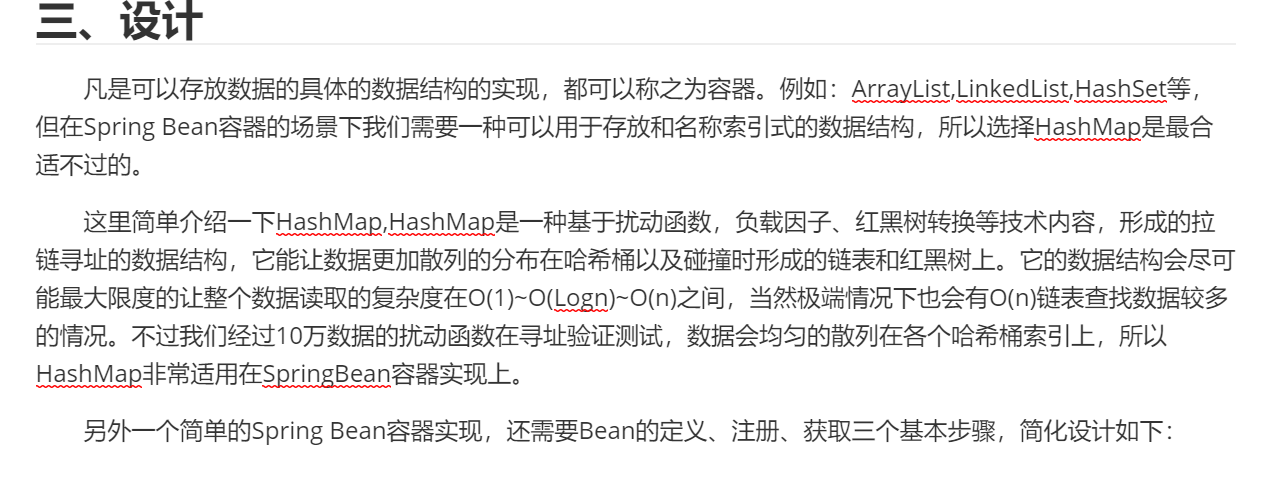 三、设计
凡是可以存放数据的具体的数据结构的实现，都可以称之为容器。例如：ArrayList,LinkedList,HashSet等，
但在Spring Bean容器的场景下我们需要一种可以用于存放和名称索引式的数据结构，所以选择HashMap是最合
适不过的。
这里简单介绍一下HashMap,HashMap是一种基于扰动函数，负载因子、红黑树转换等技术内容，形成的拉
链寻址的数据结构，它能让数据更加散列的分布在哈希桶以及碰撞时形成的链表和红黑树上。它的数据结构会尽可
能最大限度的让整个数据读取的复杂度在O(1)~O(Logn)~O(n)之间，当然极端情况下也会有O(n)链表查找数据较多
的情况。不过我们经过10万数据的扰动函数在寻址验证测试，数据会均匀的散列在各个哈希桶索引上，所以
HashMap非常适用在SpringBean容器实现上。
另外一个简单的Spring Bean容器实现，还需要Bean的定义、注册、获取三个基本步骤，简化设计如下：